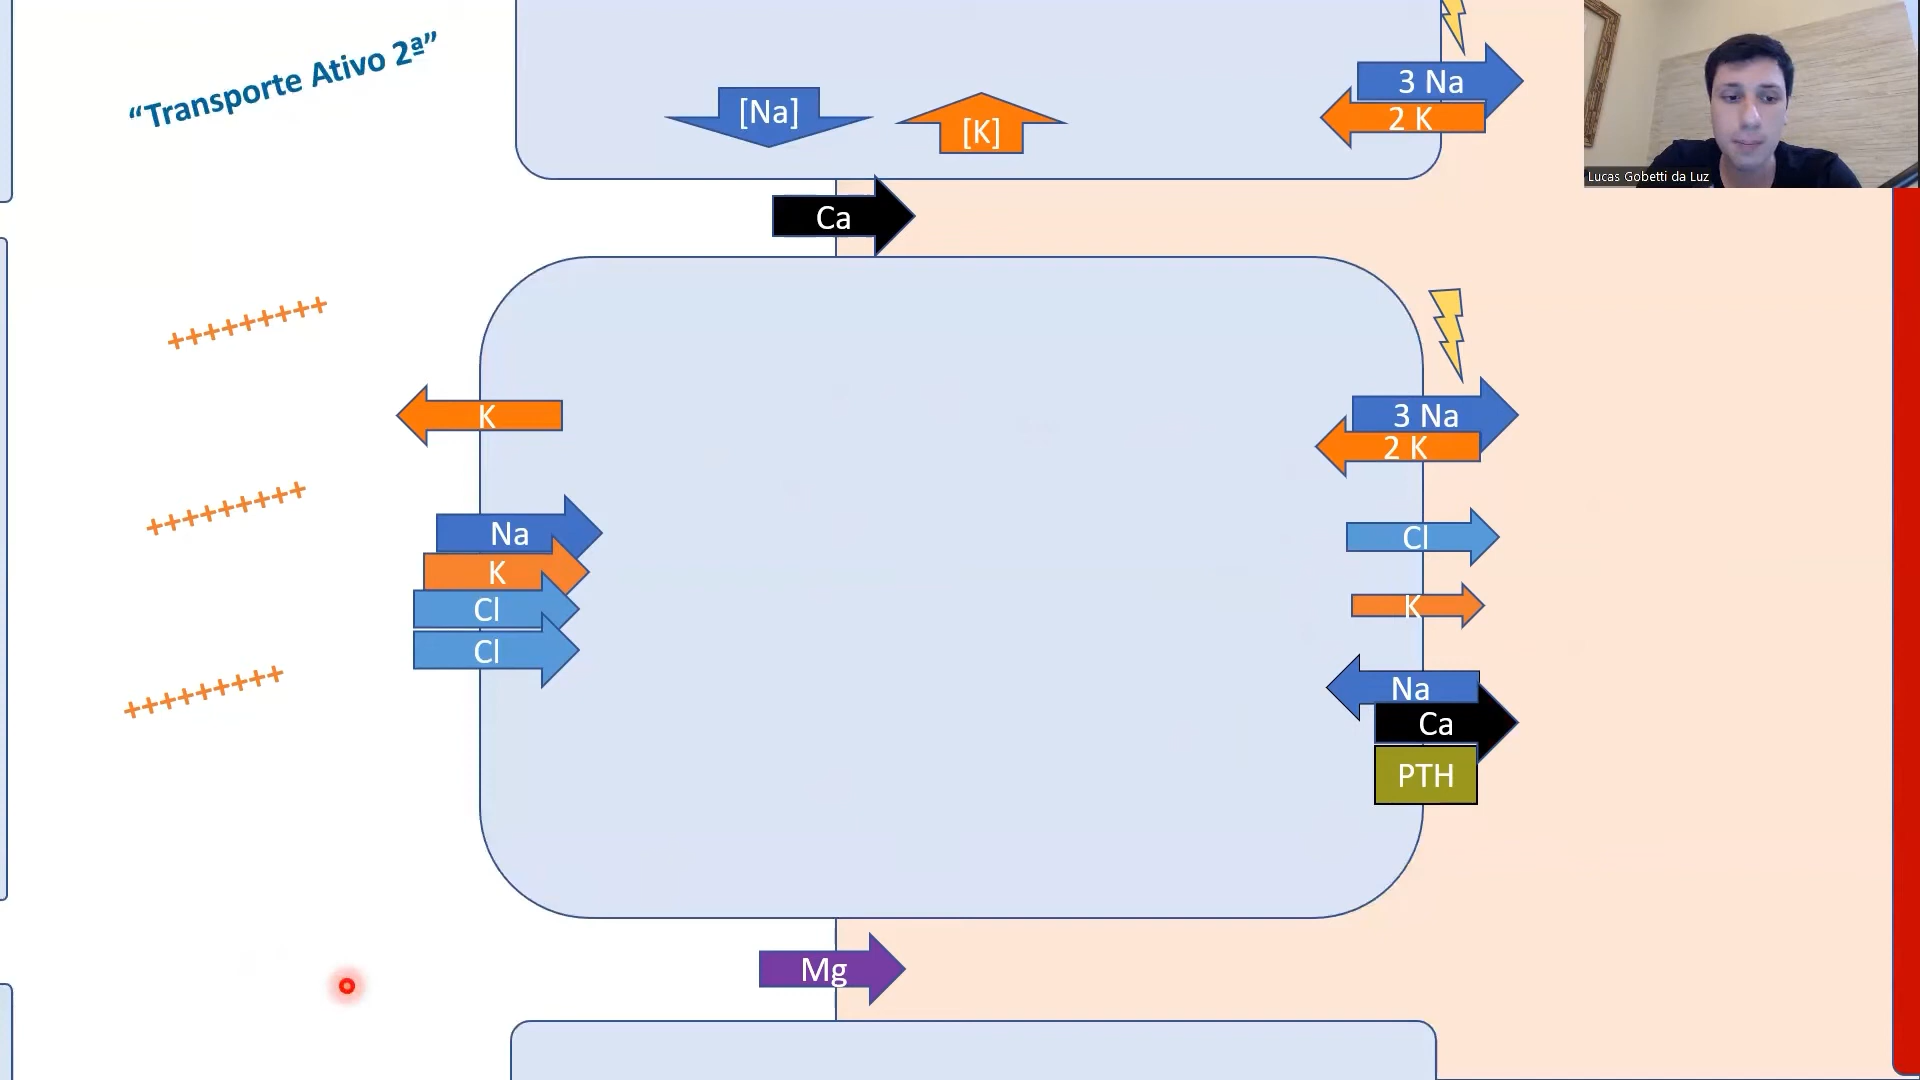 “Transporte Ativo 2ª”
[Na]
[K]
3 Na
2 K
Lucas Gobetti da Luz
Ca
+++++++++
K
3 Na
2 K
+++++++++
Na
K
Cl
Cl
Cl
K
+++++++++
Na
Ca
PTH
Mg